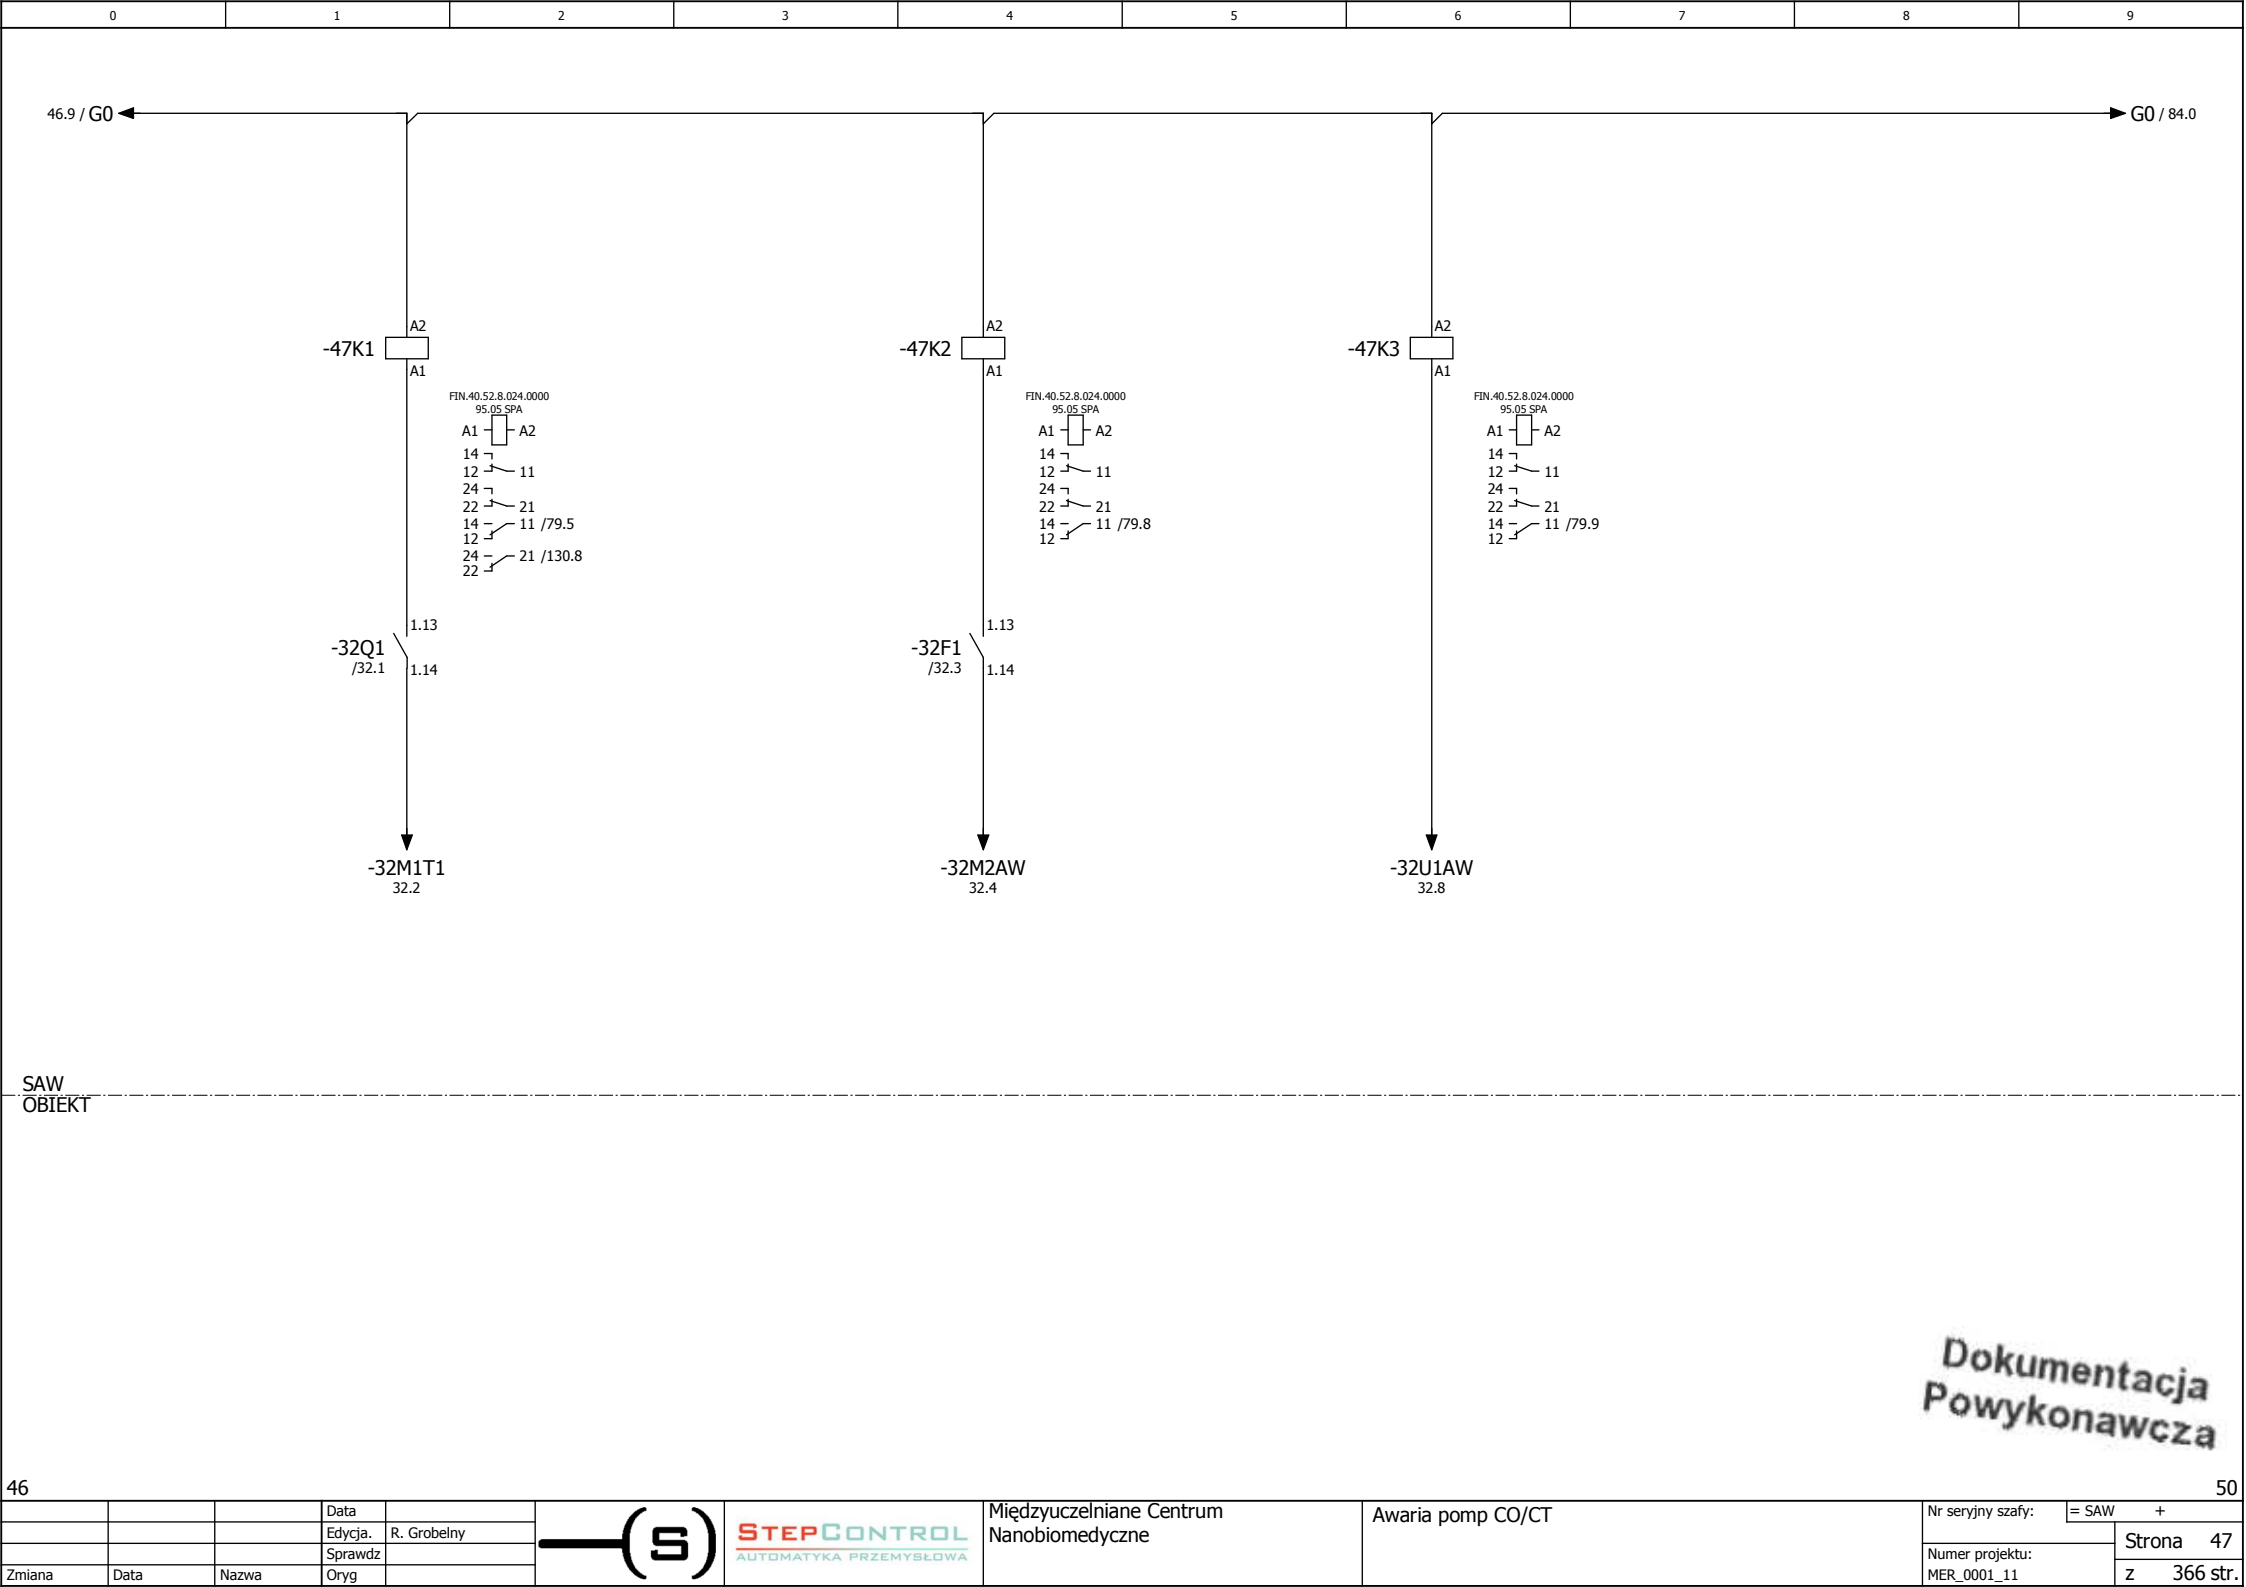 0 1 2 3 4 5 6 7 8 9
46.9 / G0
G0 / 84.0
-47K1
A2
A1
FIN.40.52.8.024.0000
95.05 SPA
A1 A2
14
12 11
24
22 21
14 11 /79.5
12
24 21 /130.8
22
-32Q1
/32.1
1.13
1.14
-32M1T1
32.2
-47K2
A2
A1
FIN.40.52.8.024.0000
95.05 SPA
A1 A2
14
12 11
24
22 21
14 11 /79.8
12
-32F1
/32.3
1.13
1.14
-32M2AW
32.4
-47K3
A2
A1
FIN.40.52.8.024.0000
95.05 SPA
A1 A2
14
12 11
24
22 21
14 11 /79.9
12
-32U1AW
32.8
SAW
OBIEKT
Dokumentacja
Powykonawcza
46
50
Data
Edycja. R. Grobelny
Sprawdz
Zmiana Data Nazwa Oryg
(s)
STEPCONTROL
AUTOMATYKA PRZEMYSŁOWA
Międzyuczelniane Centrum
Nanobiomedyczne
Awaria pomp CO/CT
Nr seryjny szafy:
= SAW +
Strona 47
Numer projektu:
MER_0001_11
z 366 str.